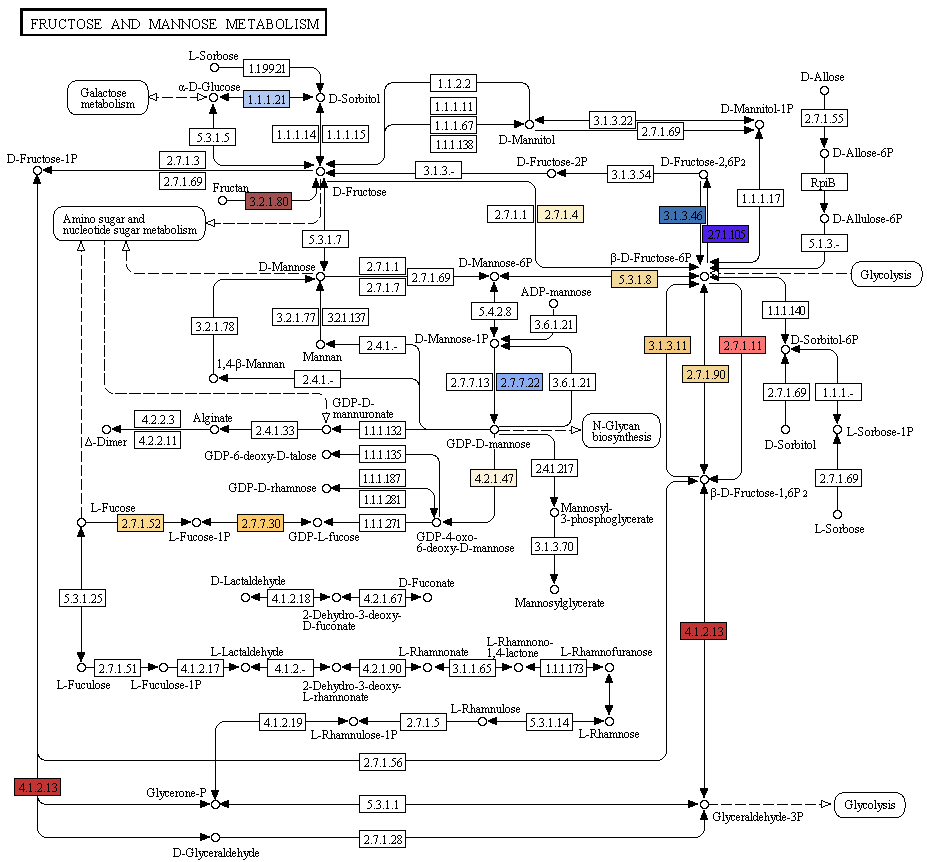 FRUCTOSE AND MANNOSE METABOLISM
L-Sorbose
1.1.99.21
Galactose
metabolism
α-D-Glucose
1.1.1.21
D-Sorbitol
1.1.2.2
D-Allose
5.3.1.5
1.1.1.14
1.1.1.15
1.1.1.11
1.1.1.67
1.1.1.138
D-Mannitol
3.1.3.22
2.7.1.69
D-Mannitol-1P
2.7.1.55
D-Allose-6P
D-Fructose-1P
2.7.1.3
2.7.1.69
3.1.3.-
D-Fructose-2P
3.1.3.54
D-Fructose-2,6P2
RpiB
Fructan
3.2.1.80
D-Fructose
1.1.1.17
Amino sugar and
nucleotide sugar metabolism
2.7.1.1
2.7.1.4
3.1.3.46
2.7.1.105
D-Allulose-6P
5.3.1.7
5.3.1.-
D-Mannose
2.7.1.1
2.7.1.7
2.7.1.69
D-Mannose-6P
β-D-Fructose-6P
5.3.1.8
Glycolysis
ADP-mannose
5.4.2.8
3.6.1.21
1.1.1.140
3.2.1.78
3.2.1.77
3.2.1.137
D-Mannose-1P
2.4.1.-
Mannan
3.1.3.11
2.7.1.11
D-Sorbitol-6P
1,4-β-Mannan
2.4.1.-
2.7.7.13
2.7.7.22
3.6.1.21
2.7.1.90
2.7.1.69
1.1.1.-
GDP-D-
mannuronate
4.2.2.3
4.2.2.11
Alginate
Δ-Dimer
2.4.1.33
1.1.1.132
GDP-D-mannose
N-Glycan
biosynthesis
D-Sorbitol
L-Sorbose-1P
GDP-6-deoxy-D-talose
1.1.1.135
4.2.1.47
2.4.1.217
2.7.1.69
GDP-D-rhamnose
1.1.1.187
1.1.1.281
β-D-Fructose-1,6P2
L-Fucose
2.7.1.52
L-Fucose-1P
2.7.7.30
GDP-L-fucose
1.1.1.271
GDP-4-oxo-
6-deoxy-D-mannose
Mannosyl-
3-phosphoglycerate
L-Sorbose
3.1.3.70
Mannosylglycerate
5.3.1.25
D-Lactaldehyde
4.1.2.18
2-Dehydro-3-deoxy-
D-fuconate
4.2.1.67
D-Fuconate
4.1.2.13
L-Fuculose
2.7.1.51
L-Fuculose-1P
4.1.2.17
L-Lactaldehyde
4.1.2.-
2-Dehydro-3-deoxy-
L-rhamnonate
4.2.1.90
L-Rhamnonate
3.1.1.65
L-Rhamnono-
1,4-lactone
1.1.1.173
L-Rhamnofuranose
4.1.2.19
L-Rhamnulose-1P
2.7.1.5
L-Rhamnulose
5.3.1.14
L-Rhamnose
2.7.1.56
4.1.2.13
Glycerone-P
5.3.1.1
Glyceraldehyde-3P
Glycolysis
D-Glyceraldehyde
2.7.1.28